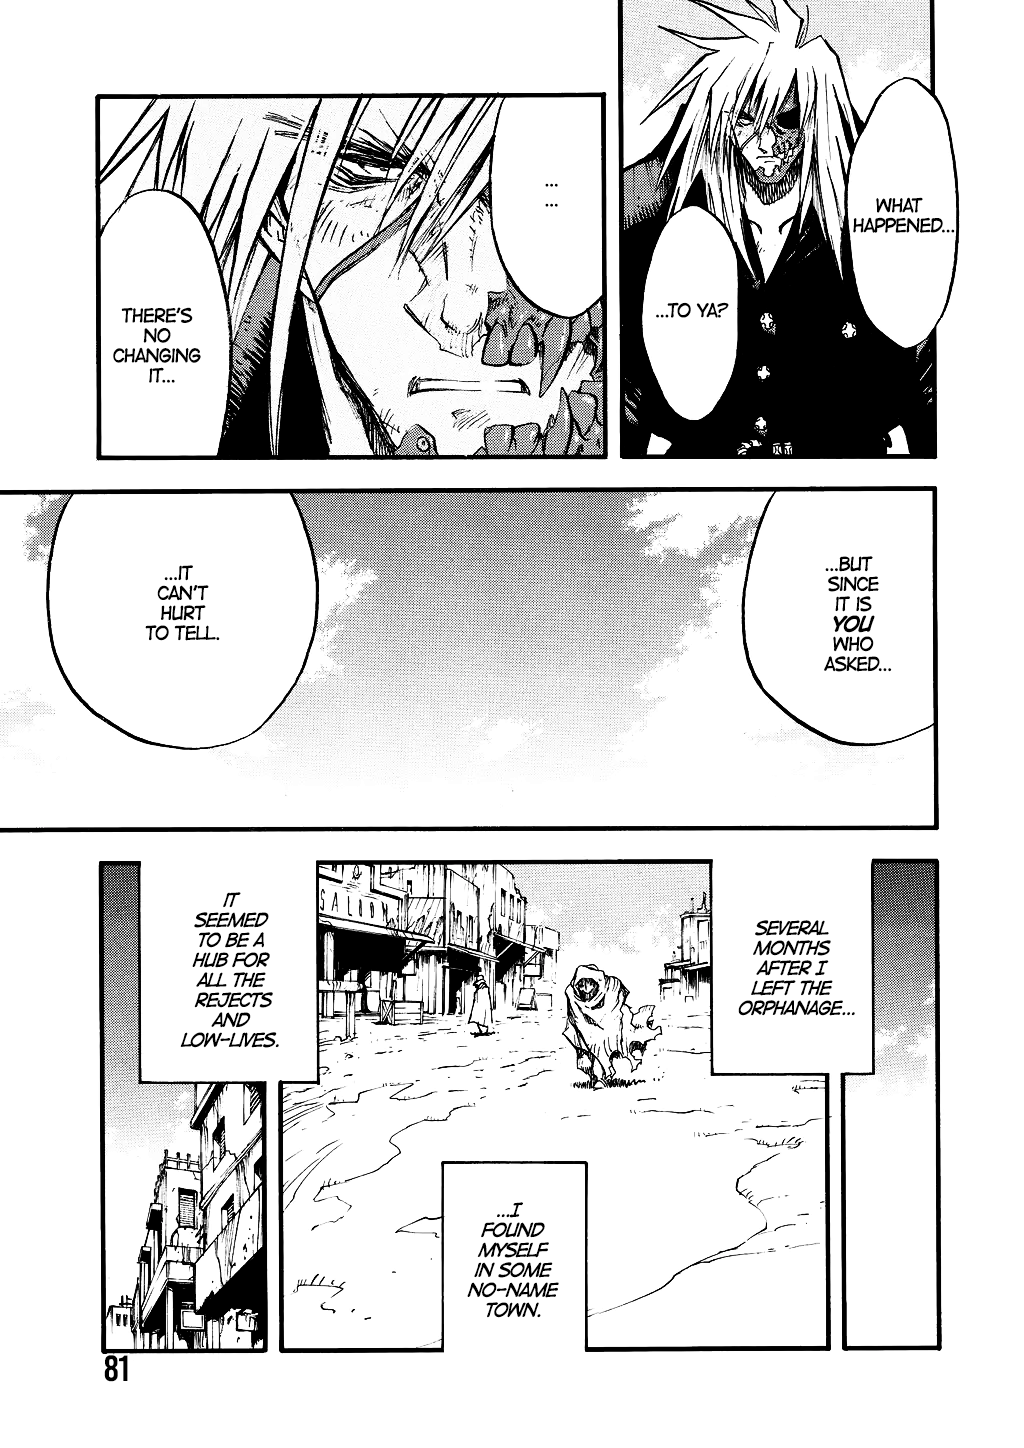 WHAT
HAPPENED...
...TO YA?
...
...
THERE'S
NO
CHANGING
IT...
...BUT
SINCE
IT IS
YOU
WHO
ASKED...
...IT
CAN'T
HURT
TO TELL.
SEVERAL
MONTHS
AFTER I
LEFT THE
ORPHANAGE...
SALOON
...I
FOUND
MYSELF
IN SOME
NO-NAME
TOWN.
IT
SEEMED
TO BE A
HUB FOR
ALL THE
REJECTS
AND
LOW-LIVES.
81